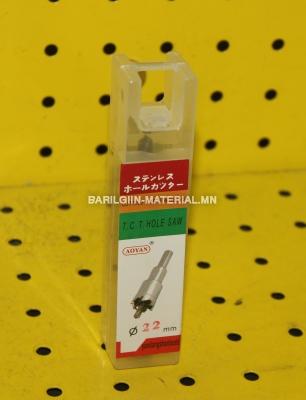 ステンレス
ホールカッター
BARILGIIN-MATERIAL.MN
T.C.T.HOLE SAW
AOYAN
Ø 22 mm